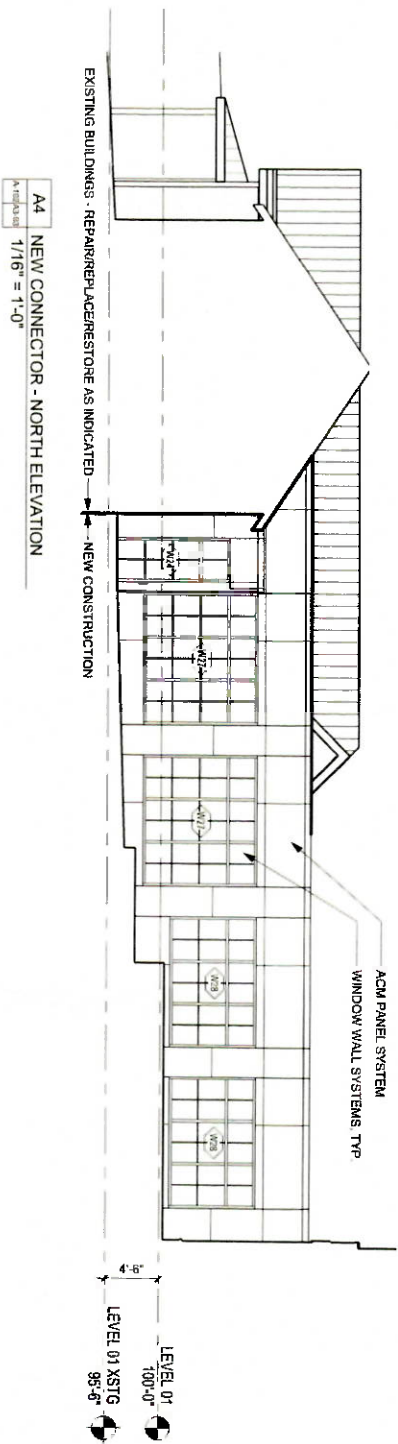 ACM PANEL SYSTEM
WINDOW WALL SYSTEMS, TYP.
W24
W27
W27
W28
W28
4'-6"
LEVEL 01
100'-0"
LEVEL 01 XSTG
95'-6"
EXISTING BUILDINGS - REPAIR/REPLACE/RESTORE AS INDICATED
NEW CONSTRUCTION
A4
NEW CONNECTOR - NORTH ELEVATION
1/16" = 1'-0"